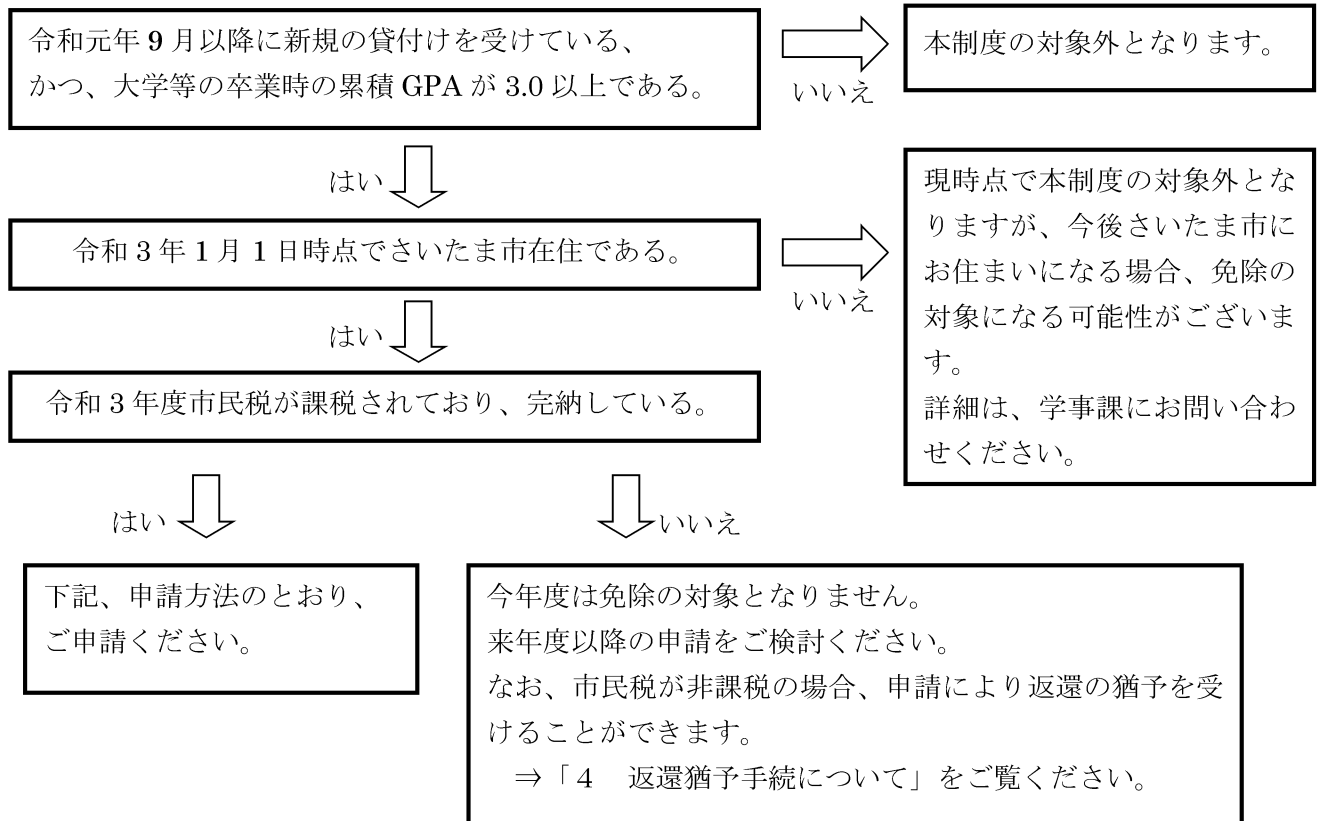 令和元年9月以降に新規の貸付けを受けている、
かつ、大学等の卒業時の累積GPAが3.0以上である。
いいえ
本制度の対象外となります。
はい
令和3年1月1日時点でさいたま市在住である。
いいえ
現時点で本制度の対象外とな
りますが、今後さいたま市に
お住まいになる場合、免除の
対象になる可能性がございま
す。
詳細は、学事課にお問い合わ
せください。
はい
令和3年度市民税が課税されており、完納している。
はい
いいえ
下記、申請方法のとおり、
ご申請ください。
今年度は免除の対象となりません。
来年度以降の申請をご検討ください。
なお、市民税が非課税の場合、申請により返還の猶予を受
けることができます。
⇒「４　返還猶予手続について」をご覧ください。